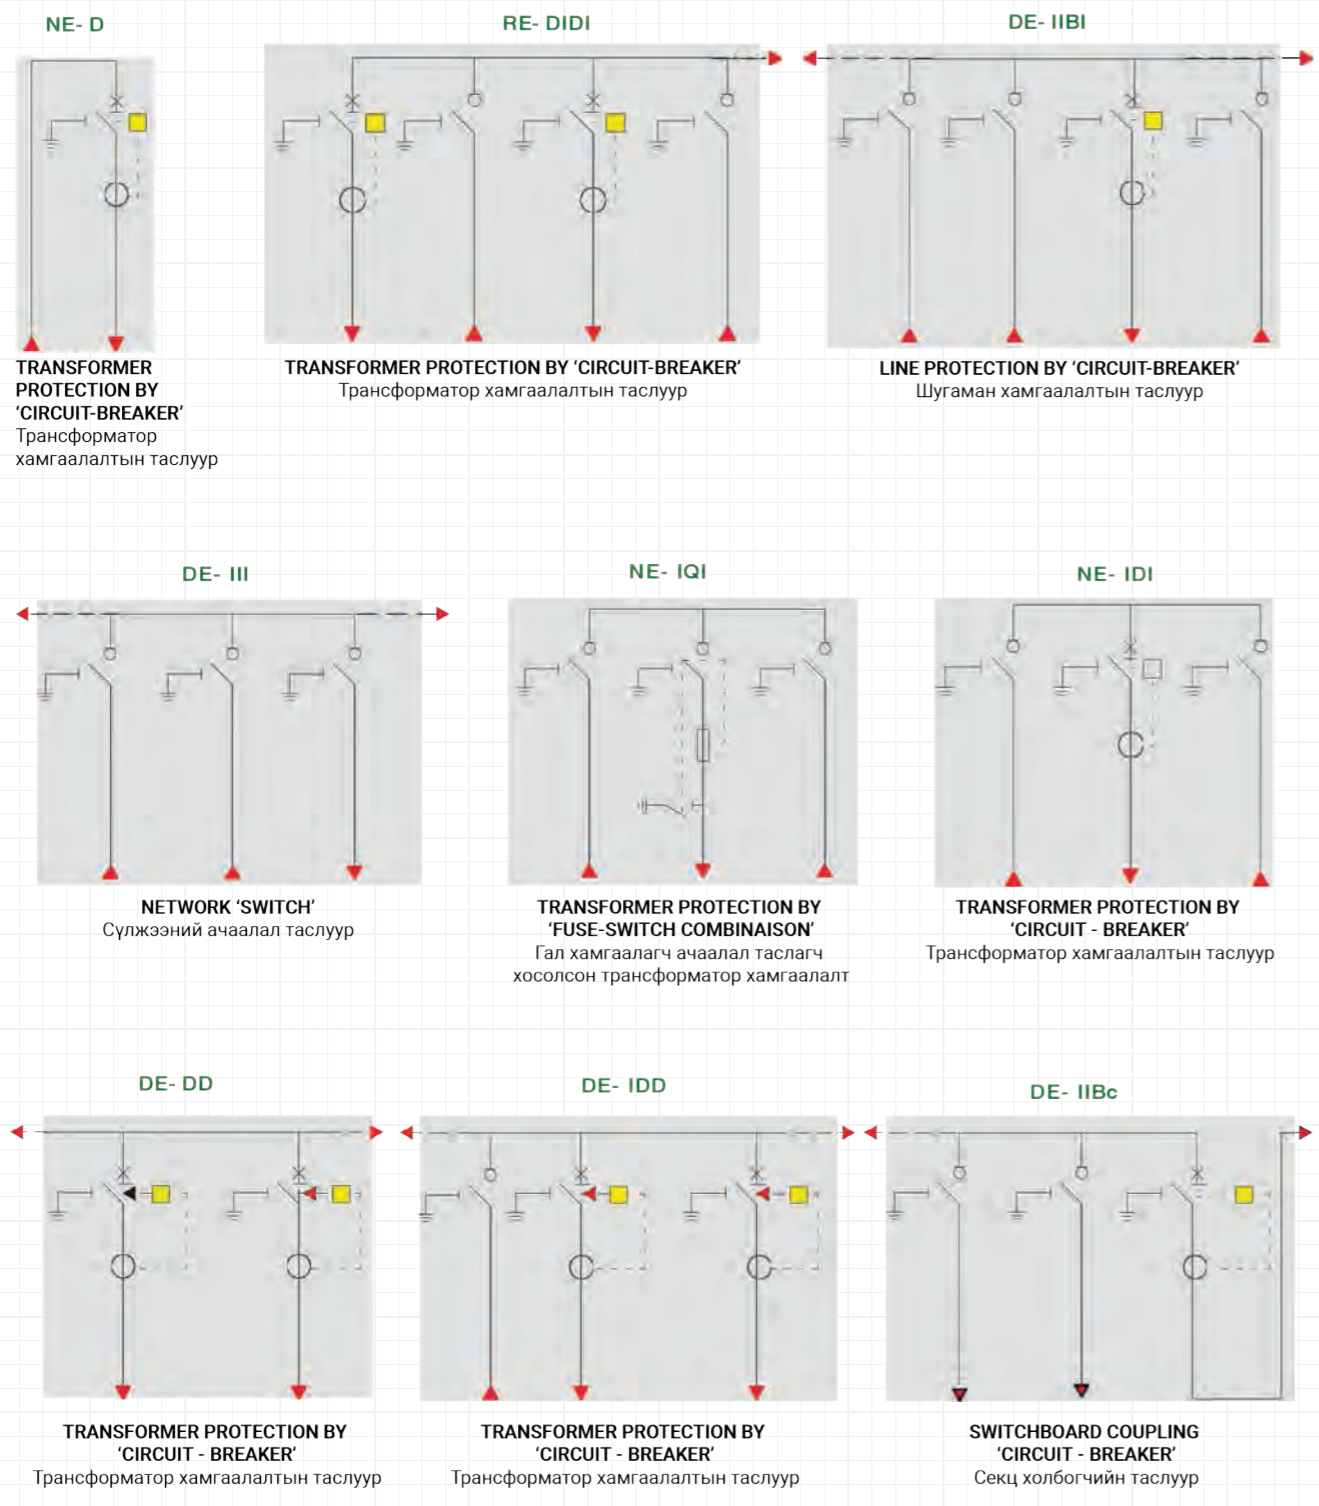 NE- D
RE- DIDI
DE- IIBI
TRANSFORMER
PROTECTION BY
‘CIRCUIT-BREAKER’
Трансформатор
хамгаалалтын таслуур
TRANSFORMER PROTECTION BY ‘CIRCUIT-BREAKER’
Трансформатор хамгаалалтын таслуур
LINE PROTECTION BY ‘CIRCUIT-BREAKER’
Шугаман хамгаалалтын таслуур
DE- III
NE- IQI
NE- IDI
NETWORK ‘SWITCH’
Сүлжээний ачаалал таслуур
TRANSFORMER PROTECTION BY
‘FUSE-SWITCH COMBINAISON’
Гал хамгаалагч ачаалал таслагч
хосолсон трансформатор хамгаалалт
TRANSFORMER PROTECTION BY
‘CIRCUIT - BREAKER’
Трансформатор хамгаалалтын таслуур
DE- DD
DE- IDD
DE- IIBc
TRANSFORMER PROTECTION BY
‘CIRCUIT - BREAKER’
Трансформатор хамгаалалтын таслуур
TRANSFORMER PROTECTION BY
‘CIRCUIT - BREAKER’
Трансформатор хамгаалалтын таслуур
SWITCHBOARD COUPLING
‘CIRCUIT - BREAKER’
Секц холбогчийн таслуур